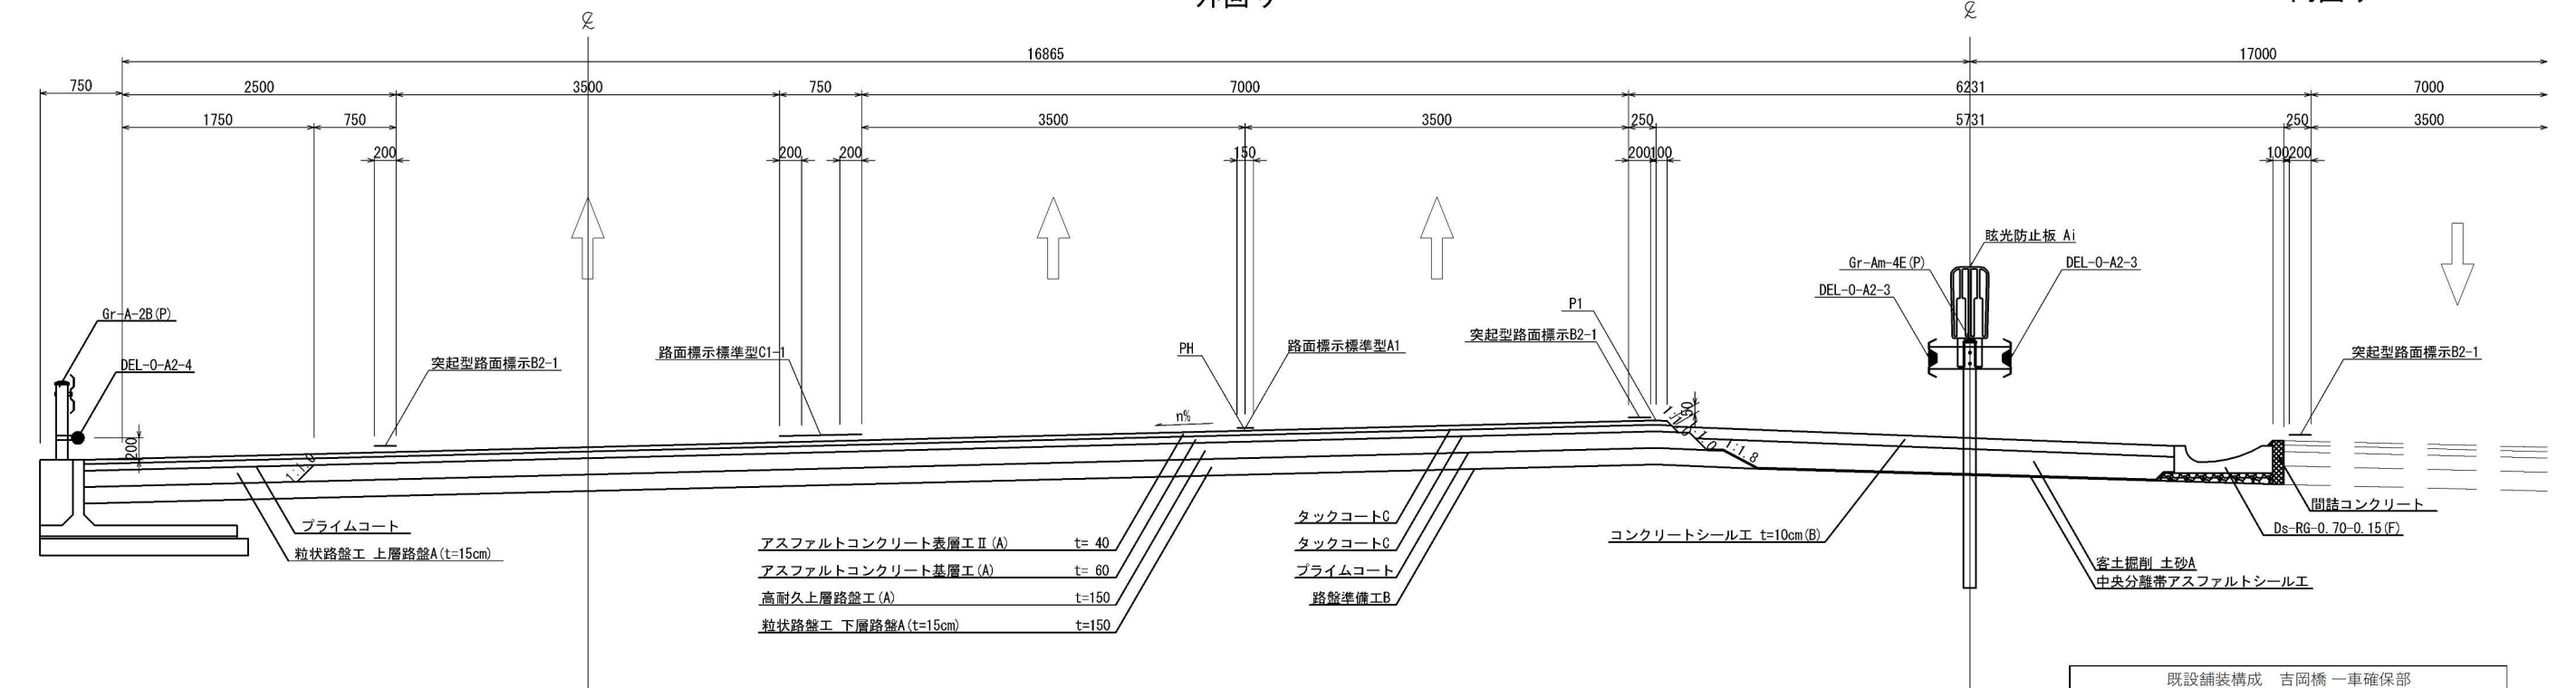 16865
17000
750
2500
3500
750
7000
6231
7000
1750
750
3500
3500
250
5731
250
3500
200
200
200
150
200
100
100
200
眩光防止板 Ai
Gr-Am-4E(P)
DEL-O-A2-3
DEL-O-A2-3
P1
Gr-A-2B(P)
突起型路面標示B2-1
PH
路面標示標準型A1
路面標示標準型C1-1
突起型路面標示B2-1
突起型路面標示B2-1
DEL-O-A2-4
n%
200
1:1.0
1:1.8
プライムコート
粒状路盤工 上層路盤A(t=15cm)
アスファルトコンクリート表層工Ⅱ(A) t= 40
アスファルトコンクリート基層工(A) t= 60
高耐久上層路盤工(A) t=150
粒状路盤工 下層路盤A(t=15cm) t=150
タックコートC
タックコートC
プライムコート
路盤準備工B
コンクリートシール工 t=10cm(B)
間詰コンクリート
Ds-RG-0.70-0.15(F)
客土掘削 土砂A
中央分離帯アスファルトシール工
既設舗装構成 吉岡橋 一車確保部